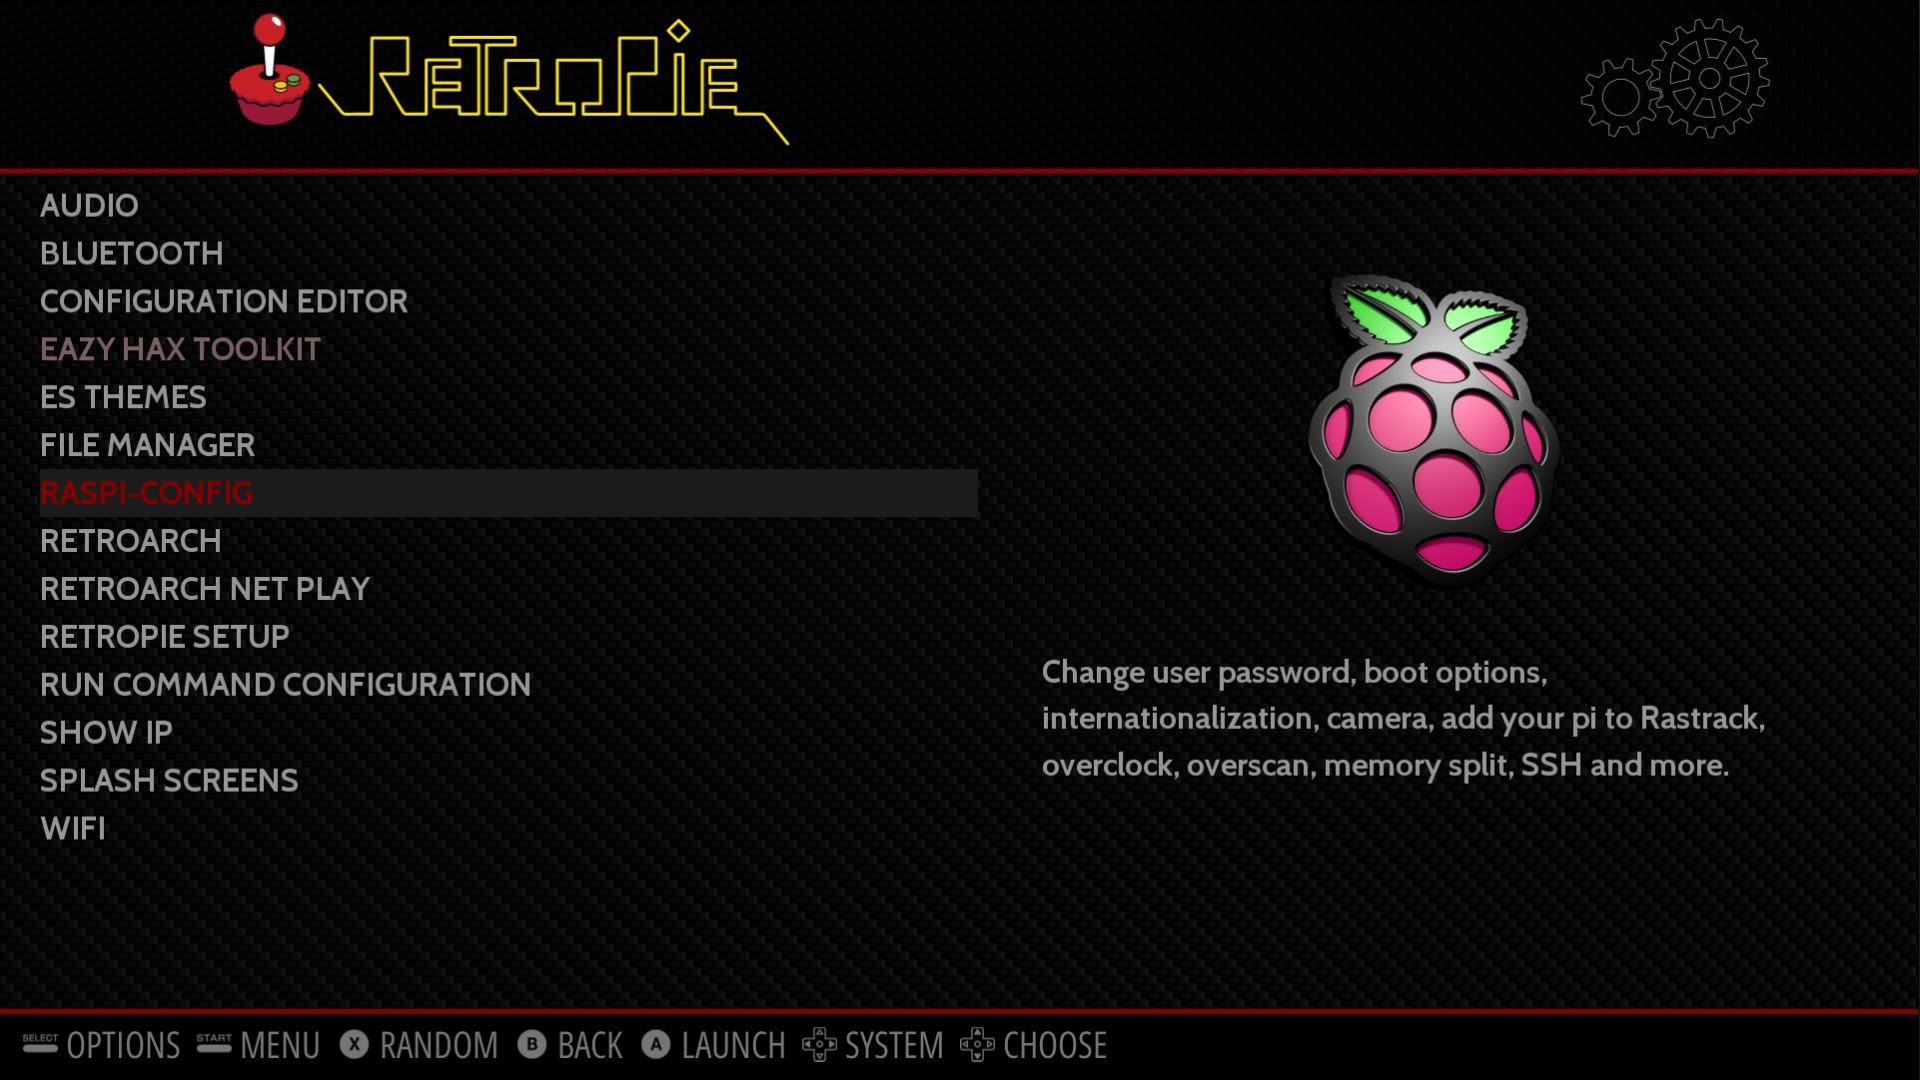 RETROPIE
AUDIO
BLUETOOTH
CONFIGURATION EDITOR
EAZY HAX TOOLKIT
ES THEMES
FILE MANAGER
RASPI-CONFIG
RETROARCH
RETROARCH NET PLAY
RETROPIE SETUP
RUN COMMAND CONFIGURATION
SHOW IP
SPLASH SCREENS
WIFI
Change user password, boot options,
internationalization, camera, add your pi to Rastrack,
overclock, overscan, memory split, SSH and more.
SELECT OPTIONS START MENU X RANDOM B BACK A LAUNCH SYSTEM CHOOSE